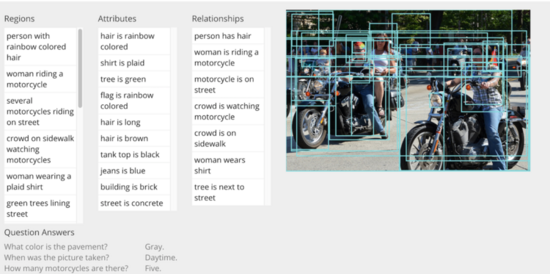 Regions
Attributes
Relationships
person with
rainbow colored
hair
woman riding a
motorcycle
several
motorcycles riding
on street
crowd on sidewalk
watching
motorcycles
woman wearing a
plaid shirt
green trees lining
street
hair is rainbow
colored
shirt is plaid
tree is green
flag is rainbow
colored
hair is long
hair is brown
tank top is black
jeans is blue
building is brick
street is concrete
person has hair
woman is riding a
motorcycle
motorcycle is on
street
crowd is watching
motorcycle
crowd is on
sidewalk
woman wears
shirt
tree is next to
street
Question Answers
What color is the pavement? Gray.
When was the picture taken? Daytime.
How many motorcycles are there? Five.